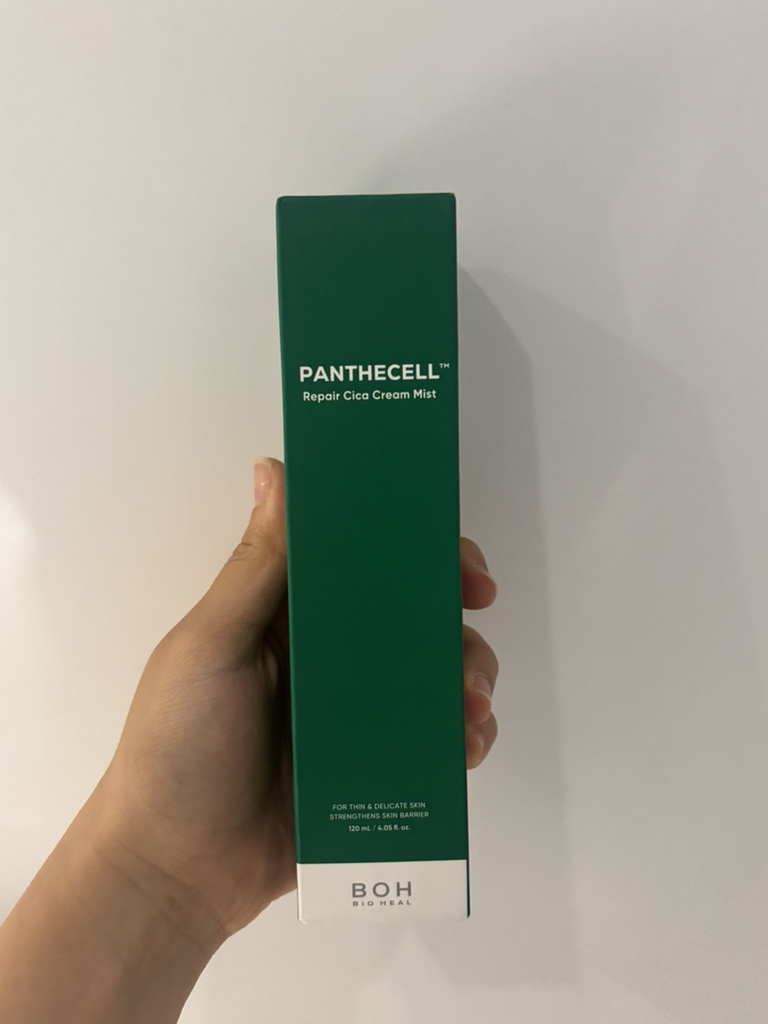 PANTHECELL™
Repair Cica Cream Mist
FOR THIN & DELICATE SKIN
STRENGTHENS SKIN BARRIER
120 mL / 4.05 fl. oz.
BOH
BIO HEAL